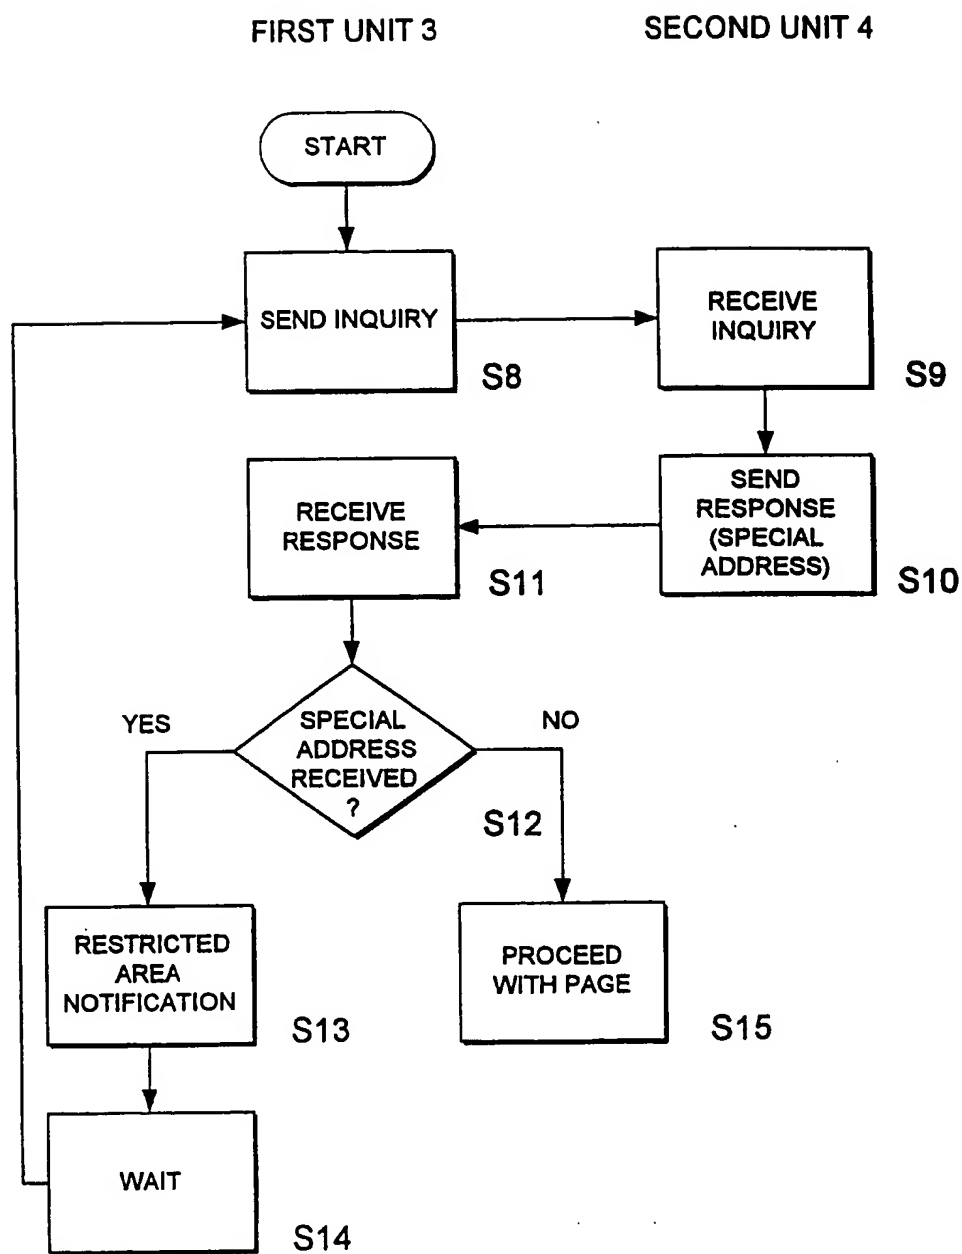 FIRST UNIT 3
SECOND UNIT 4
START
SEND INQUIRY
S8
RECEIVE
INQUIRY
S9
SEND
RESPONSE
(SPECIAL
ADDRESS)
S10
RECEIVE
RESPONSE
S11
SPECIAL
ADDRESS
RECEIVED
?
YES
NO
S12
RESTRICTED
AREA
NOTIFICATION
S13
PROCEED
WITH PAGE
S15
WAIT
S14